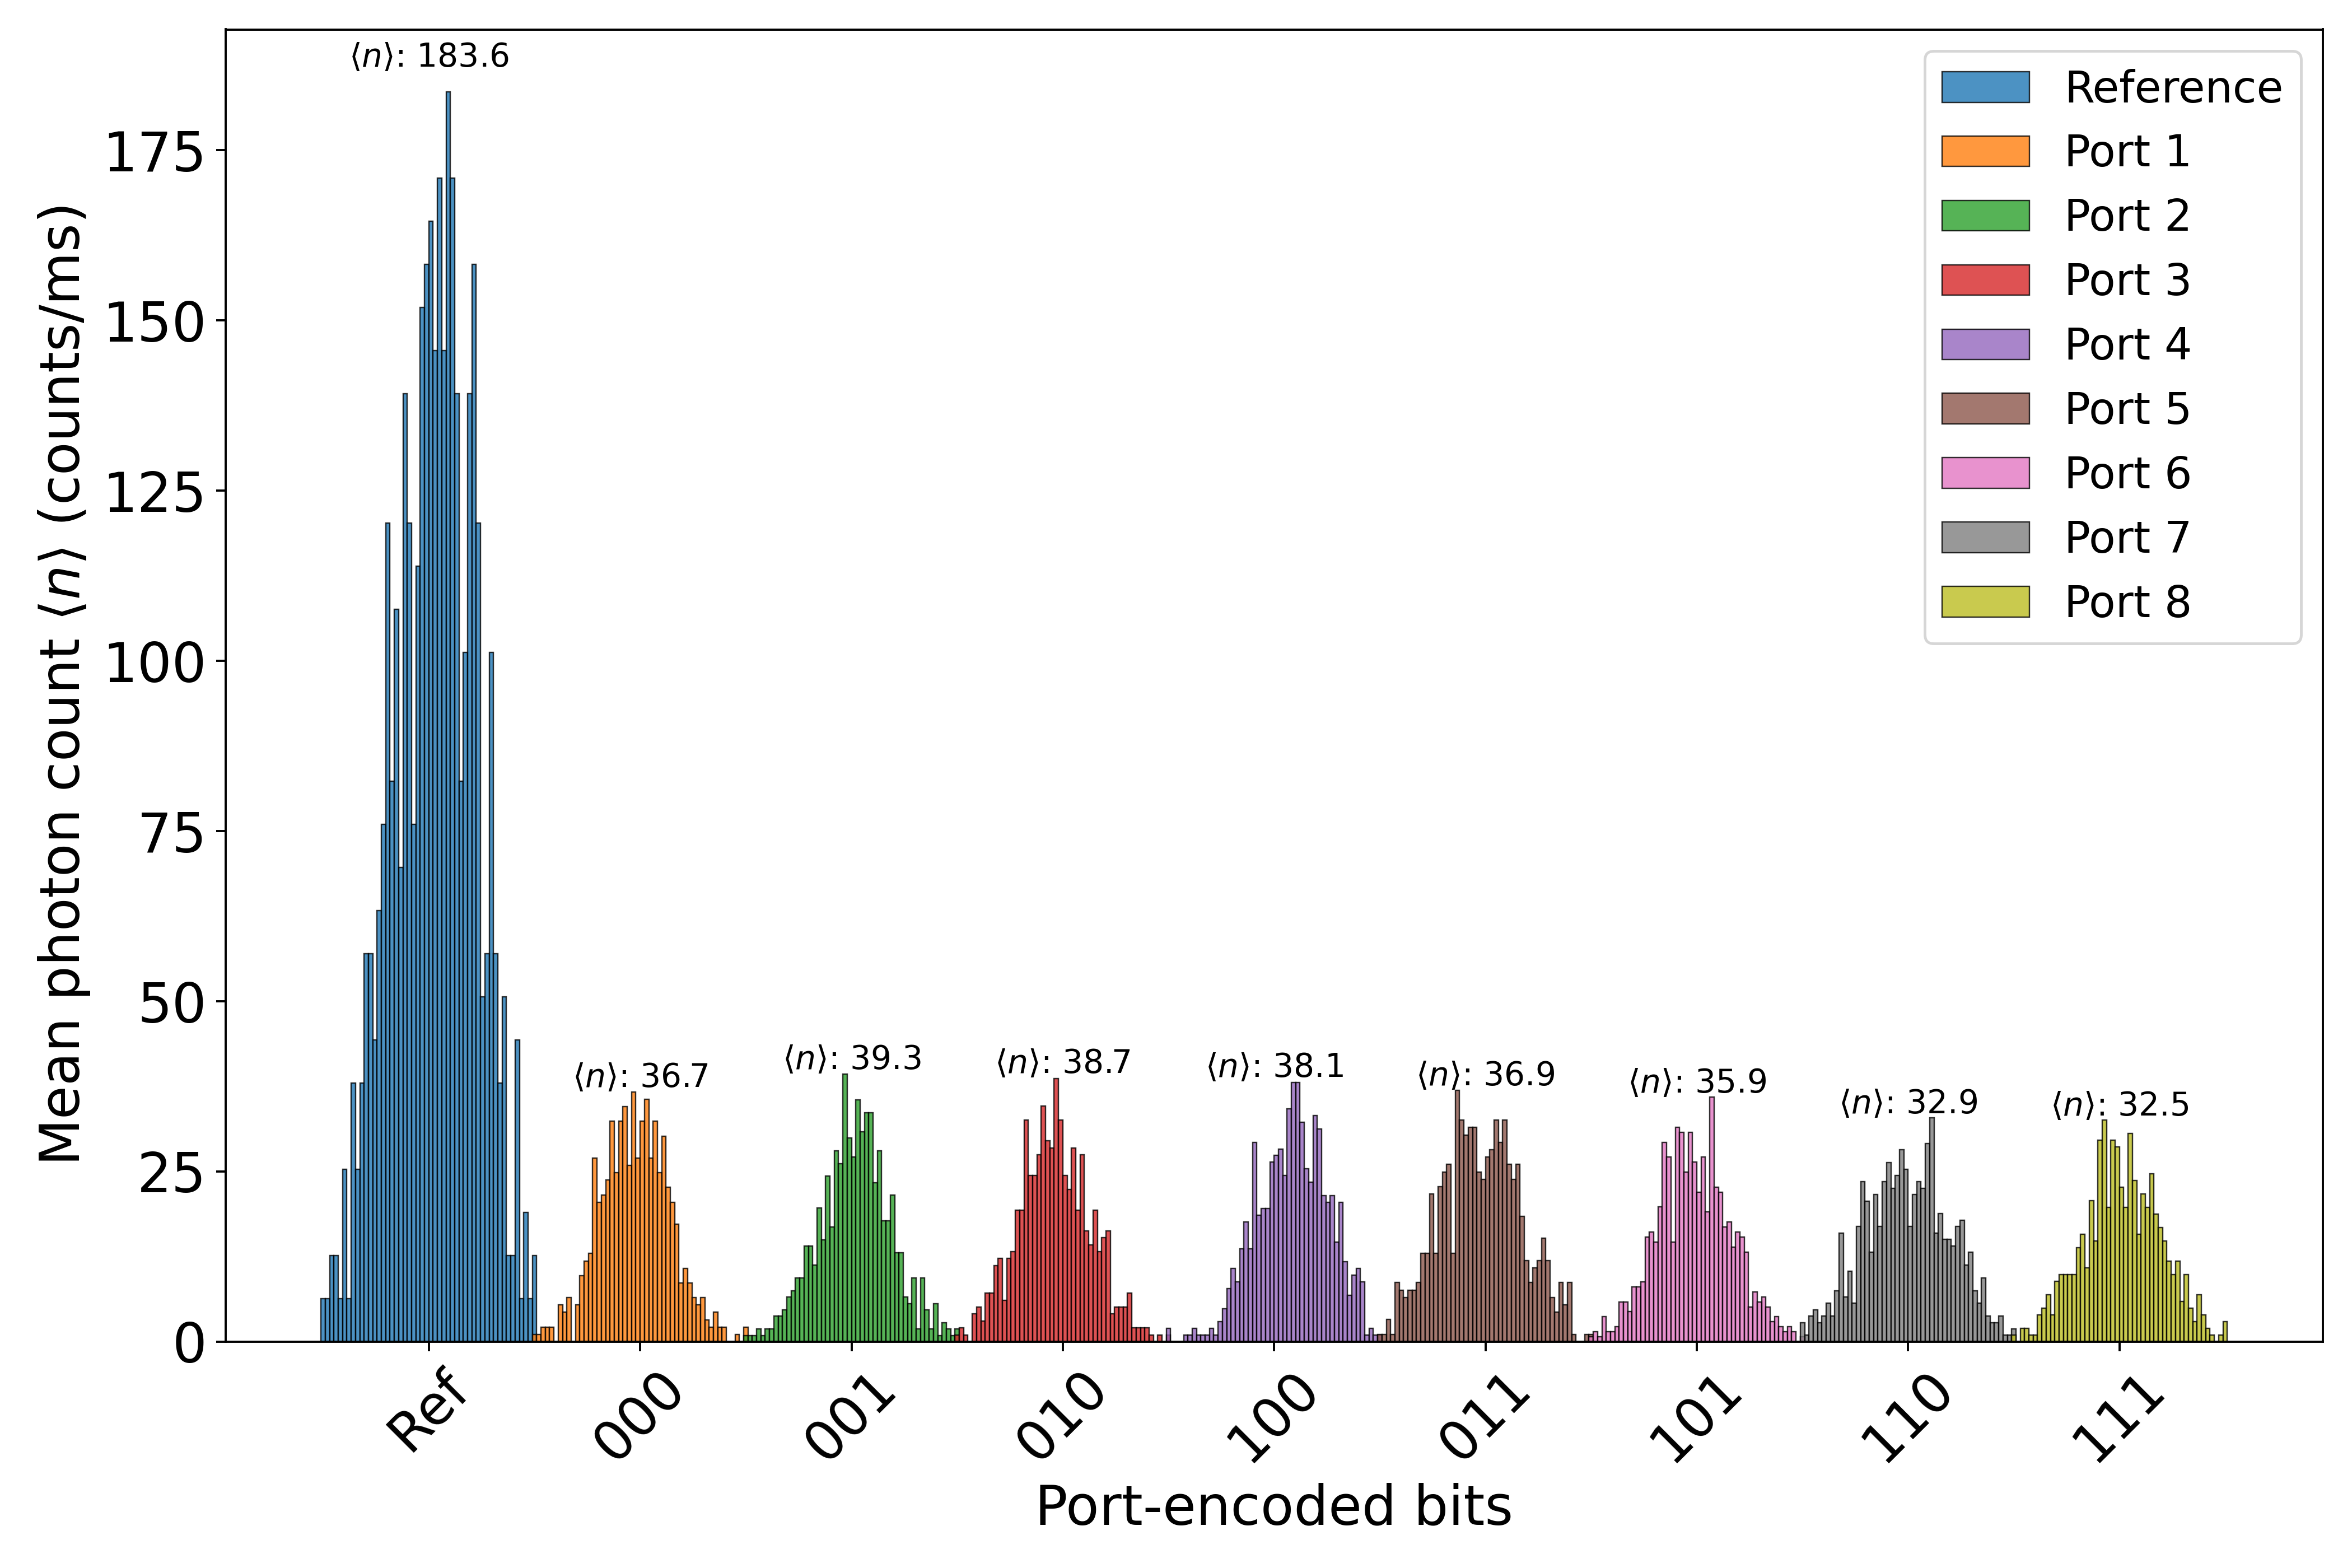 ⟨n⟩: 183.6
Reference
Port 1
Port 2
Port 3
Port 4
Port 5
Port 6
Port 7
Port 8
Mean photon count ⟨n⟩ (counts/ms)
175
150
125
100
75
50
25
0
⟨n⟩: 36.7
⟨n⟩: 39.3
⟨n⟩: 38.7
⟨n⟩: 38.1
⟨n⟩: 36.9
⟨n⟩: 35.9
⟨n⟩: 32.9
⟨n⟩: 32.5
Ref
000
001
010
100
011
101
110
111
Port-encoded bits